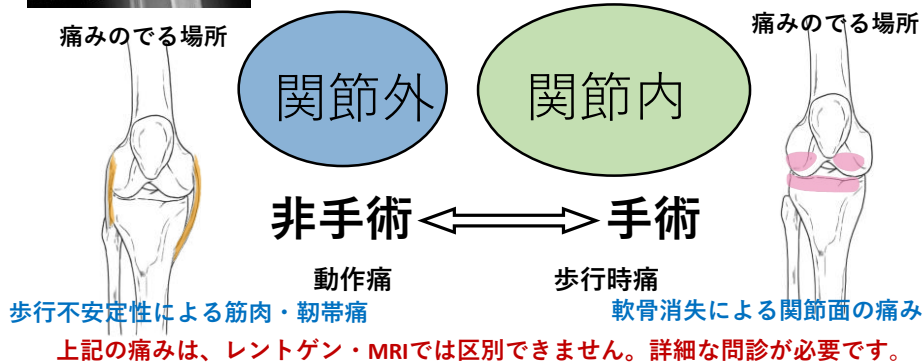 痛みのでる場所
痛みのでる場所
関節外
関節内
非手術
手術
動作痛
歩行時痛
歩行不安定性による筋肉・靭帯痛
軟骨消失による関節面の痛み
上記の痛みは、レントゲン・MRIでは区別できません。詳細な問診が必要です。